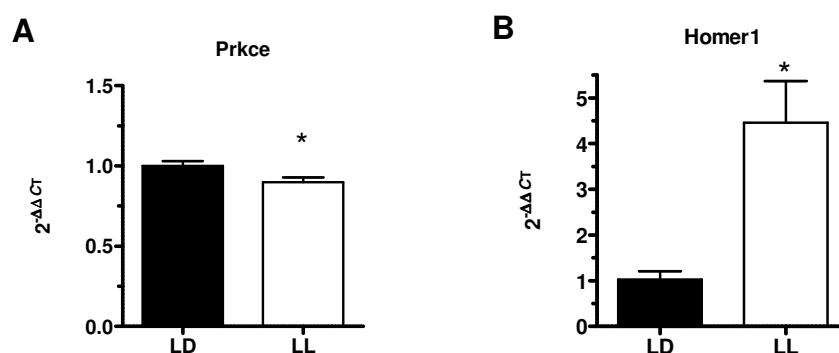 A
Prkce
1.5
1.0
0.5
0.0
2-ΔΔCT
*
LD
LL
B
Homer1
5
4
3
2
1
0
2-ΔΔCT
*
LD
LL